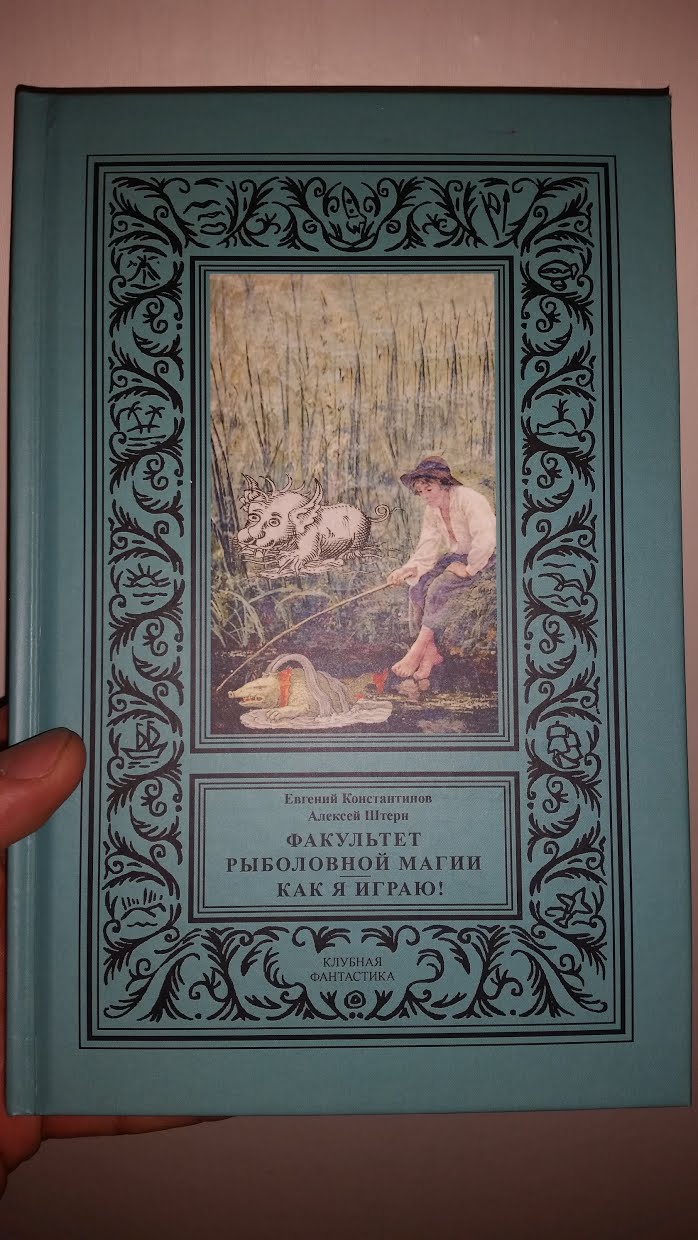 Евгений Константинов
Алексей Штерн
ФАКУЛЬТЕТ
РЫБОЛОВНОЙ МАГИИ
КАК Я ИГРАЮ!
КЛУБНАЯ
ФАНТАСТИКА